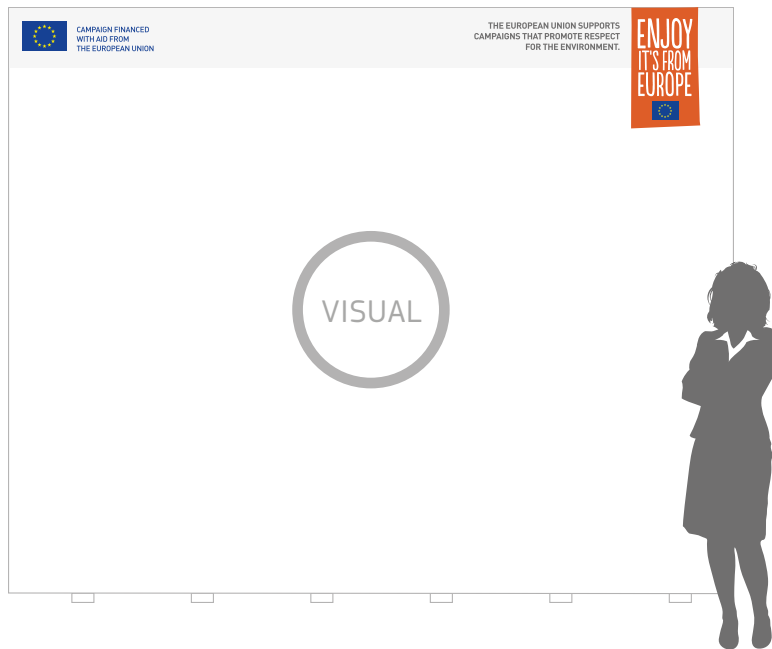 CAMPAIGN FINANCED
WITH AID FROM
THE EUROPEAN UNION
THE EUROPEAN UNION SUPPORTS
CAMPAIGNS THAT PROMOTE RESPECT
FOR THE ENVIRONMENT.
ENJOY
IT'S FROM
EUROPE
VISUAL